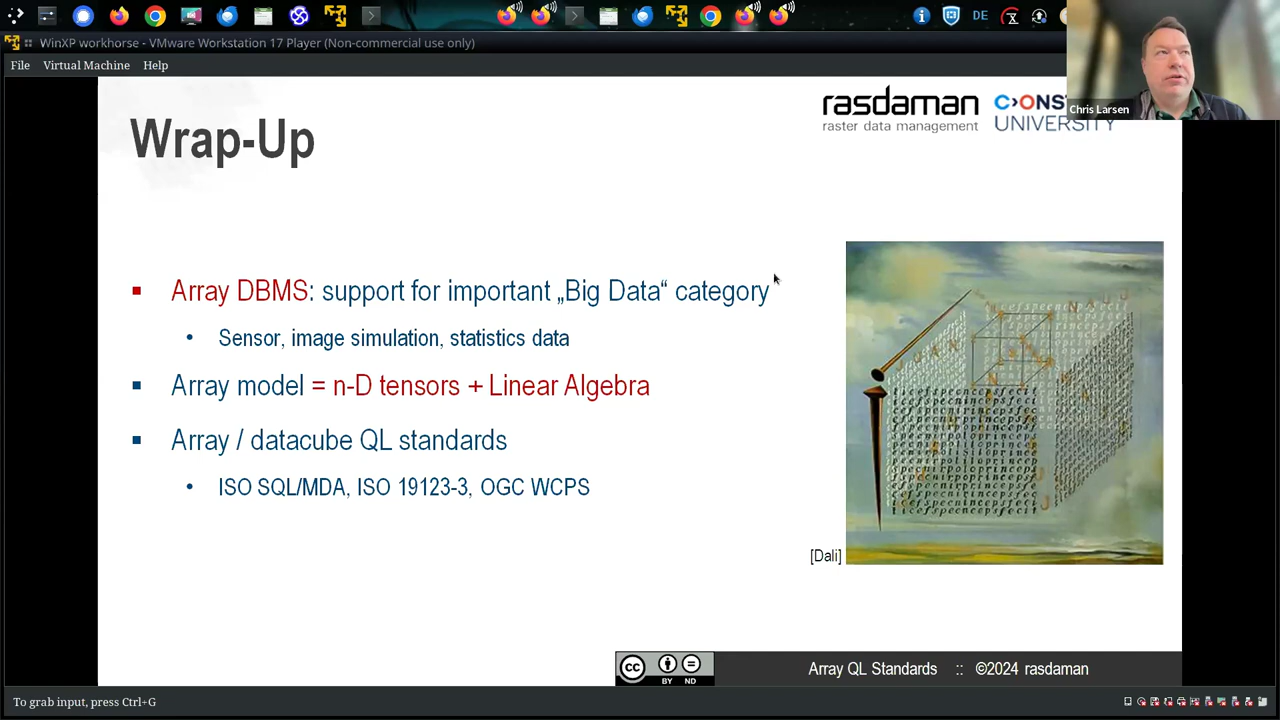 DE
WinXP workhorse - VMware Workstation 17 Player (Non-commercial use only)
File Virtual Machine Help
Chris Larsen
rasdaman
raster data management
C>ONS
UNIVERSITY
Wrap-Up
Array DBMS: support for important „Big Data“ category
Sensor, image simulation, statistics data
Array model = n-D tensors + Linear Algebra
Array / datacube QL standards
ISO SQL/MDA, ISO 19123-3, OGC WCPS
[Dali]
cc BY ND
Array QL Standards :: ©2024 rasdaman
To grab input, press Ctrl+G